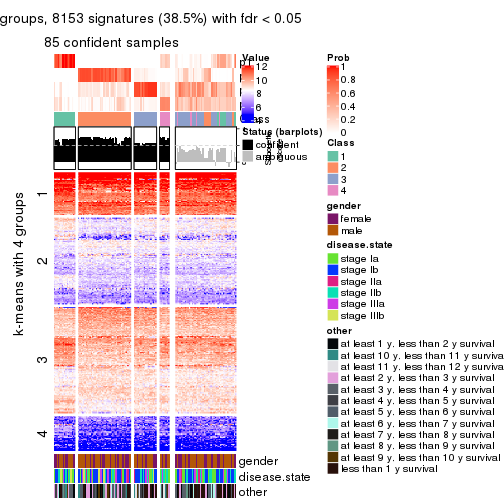 groups, 8153 signatures (38.5%) with fdr < 0.05
85 confident samples
Value
12
10
8
6
Status (barplots)
confident
ambiguous
Class
1
2
3
4
k-means with 4 groups
gender
disease.state
other
Prob
1
0.8
0.6
0.4
0.2
0
Class
1
2
3
4
gender
female
male
disease.state
stage Ia
stage Ib
stage IIa
stage IIb
stage IIIa
stage IIIb
other
at least 1 y. less than 2 y survival
at least 10 y. less than 11 y surviva
at least 11 y. less than 12 y surviva
at least 2 y. less than 3 y survival
at least 3 y. less than 4 y survival
at least 4 y. less than 5 y survival
at least 5 y. less than 6 y survival
at least 6 y. less than 7 y survival
at least 7 y. less than 8 y survival
at least 8 y. less than 9 y survival
at least 9 y. less than 10 y survival
less than 1 y survival